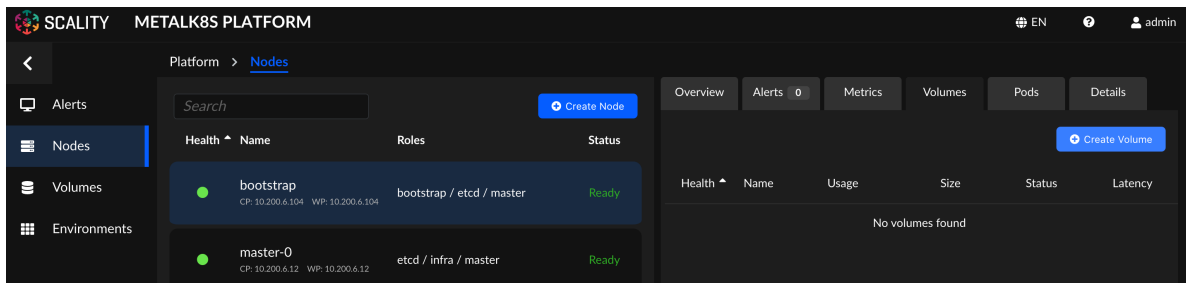 SCALITY METALK8S PLATFORM EN ? admin
Platform > Nodes
Alerts
Nodes
Volumes
Environments
Search Create Node
Health Name Roles Status
bootstrap
CP: 10.200.6.104 WP: 10.200.6.104
bootstrap / etcd / master
Ready
master-0
CP: 10.200.6.12 WP: 10.200.6.12
etcd / infra / master
Ready
Overview Alerts 0 Metrics Volumes Pods Details
Create Volume
Health Name Usage Size Status Latency
No volumes found